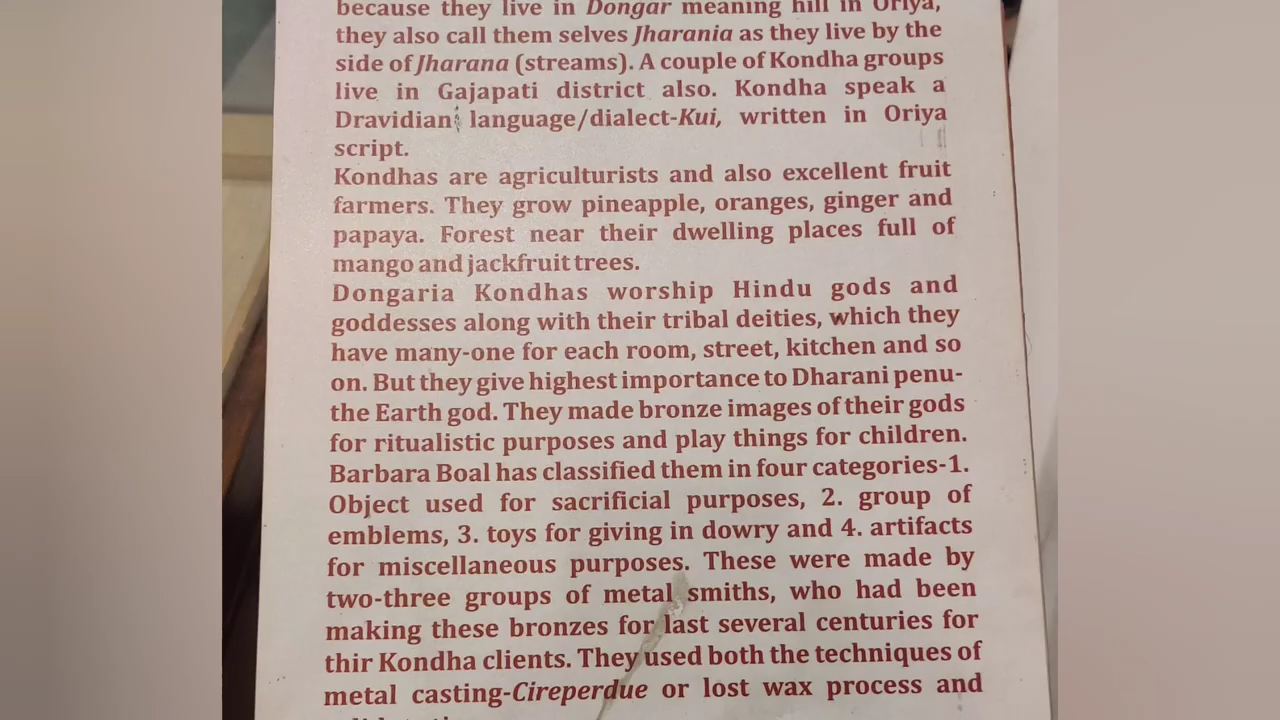 because they live in Dongar meaning hill in Oriya,
they also call them selves Jharania as they live by the
side of Jharana (streams). A couple of Kondha groups
live in Gajapati district also. Kondha speak a
Dravidian language/dialect-Kui, written in Oriya
script.
Kondhas are agriculturists and also excellent fruit
farmers. They grow pineapple, oranges, ginger and
papaya. Forest near their dwelling places full of
mango and jackfruit trees.
Dongaria Kondhas worship Hindu gods and
goddesses along with their tribal deities, which they
have many-one for each room, street, kitchen and so
on. But they give highest importance to Dharani penu-
the Earth god. They made bronze images of their gods
for ritualistic purposes and play things for children.
Barbara Boal has classified them in four categories-1.
Object used for sacrificial purposes, 2. group of
emblems, 3. toys for giving in dowry and 4. artifacts
for miscellaneous purposes. These were made by
two-three groups of metal smiths, who had been
making these bronzes for last several centuries for
thir Kondha clients. They used both the techniques of
metal casting-Cireperdue or lost wax process and